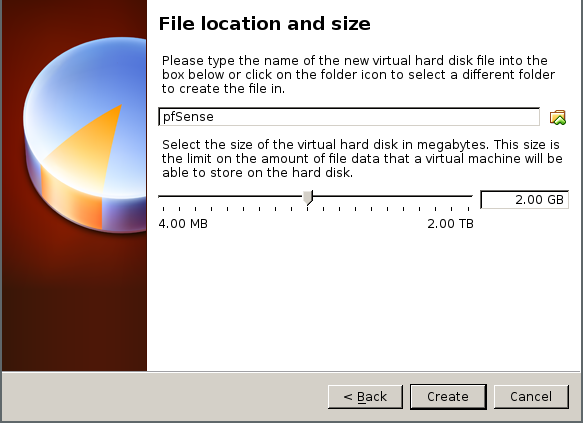 File location and size
Please type the name of the new virtual hard disk file into the
box below or click on the folder icon to select a different folder
to create the file in.
pfSense
Select the size of the virtual hard disk in megabytes. This size is
the limit on the amount of file data that a virtual machine will be
able to store on the hard disk.
2.00 GB
4.00 MB 2.00 TB
< Back Create Cancel